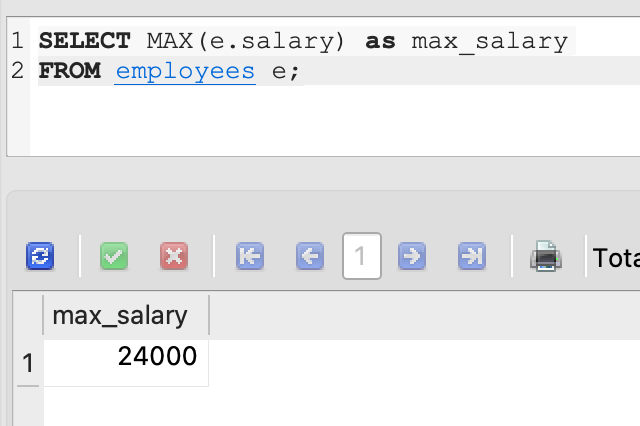 1 SELECT MAX(e.salary) as max_salary
2 FROM employees e;
1
Tota
max_salary
1 24000